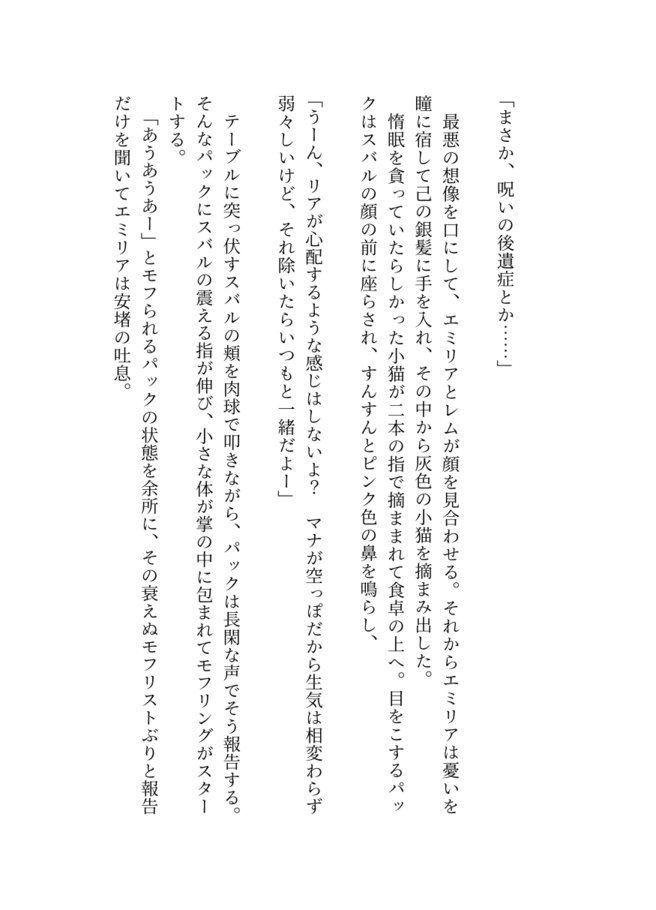 「まさか、呪いの後遺症とか……」
最悪の想像を口にして、エミリアとレムが顔を見合わせる。それからエミリアは憂いを
瞳に宿して己の銀髪に手を入れ、その中から灰色の小猫を摘まみ出した。
惰眠を貪っていたらしかった小猫が二本の指で摘ままれて食卓の上へ。目をこするパッ
クはスバルの顔の前に座らされ、すんすんとピンク色の鼻を鳴らし、
「うーん、リアが心配するような感じはしないよ?　マナが空っぽだから生気は相変わらず
弱々しいけど、それ除いたらいつもと一緒だよー」
テーブルに突っ伏すスバルの頬を肉球で叩きながら、パックは長閑な声でそう報告する。
そんなパックにスバルの震える指が伸び、小さな体が掌の中に包まれてモフリングがスター
トする。
「あうあうあー」とモフられるパックの状態を余所に、その衰えぬモフリストぶりと報告
だけを聞いてエミリアは安堵の吐息。